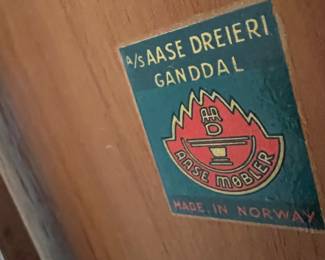 A/S AASE DREIERI
GANDDAL
AASE MØBLER
MADE IN NORWAY